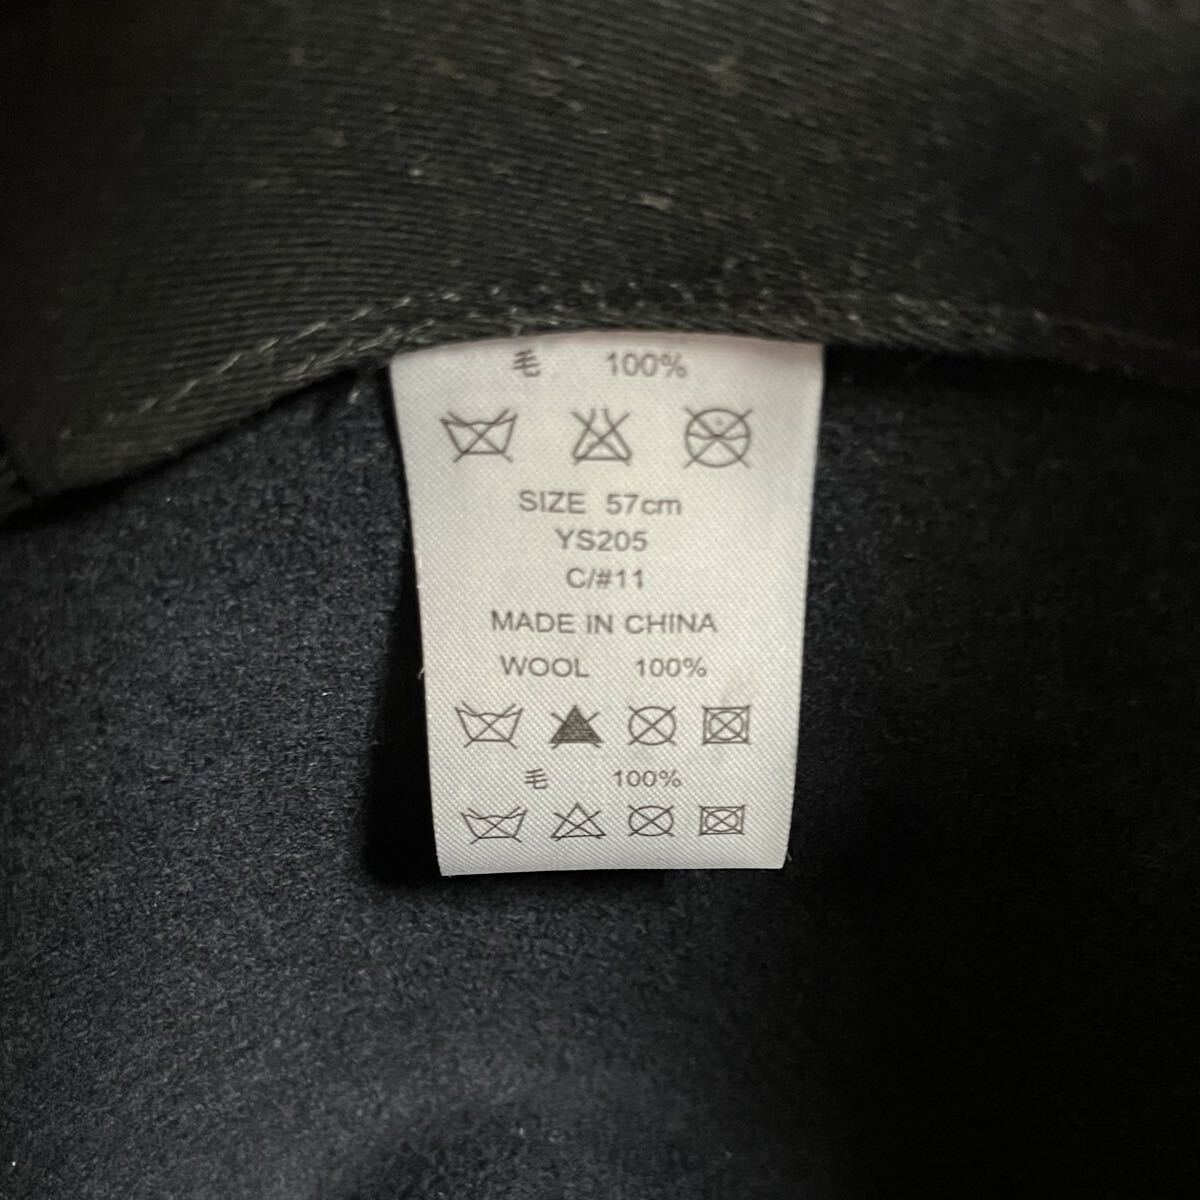 毛 100%
SIZE 57cm
YS205
C/#11
MADE IN CHINA
WOOL 100%
毛 100%